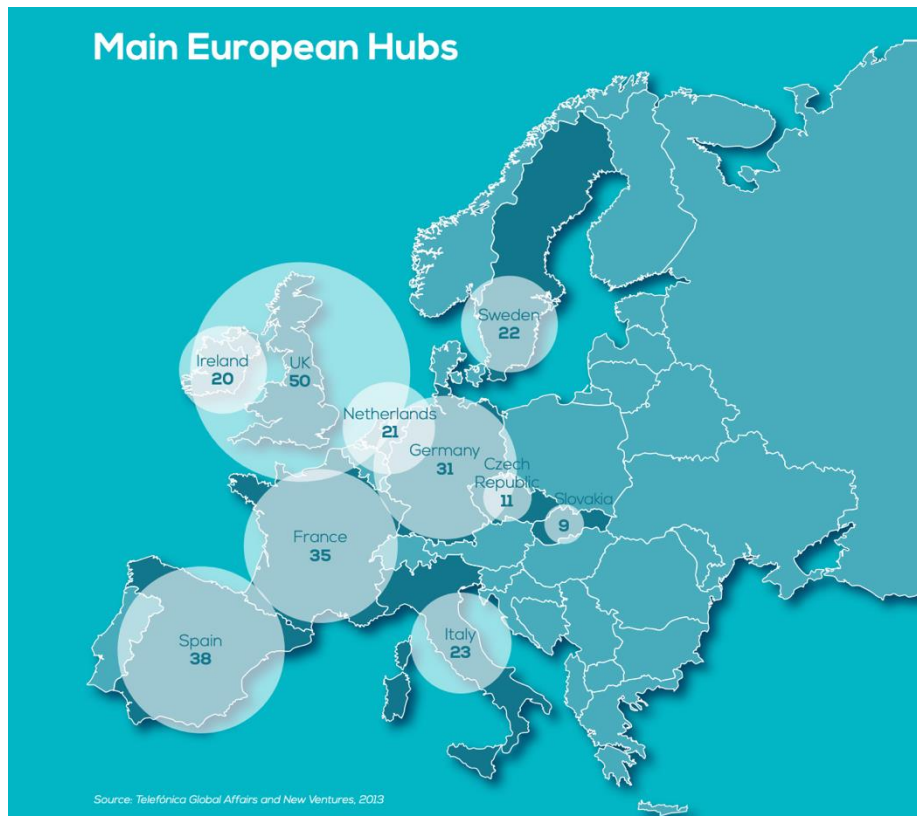 Main European Hubs
Sweden
22
Ireland
20
UK
50
Netherlands
21
Germany
31
Czech
Republic
11
Slovakia
9
France
35
Spain
38
Italy
23
Source: Telefónica Global Affairs and New Ventures, 2013